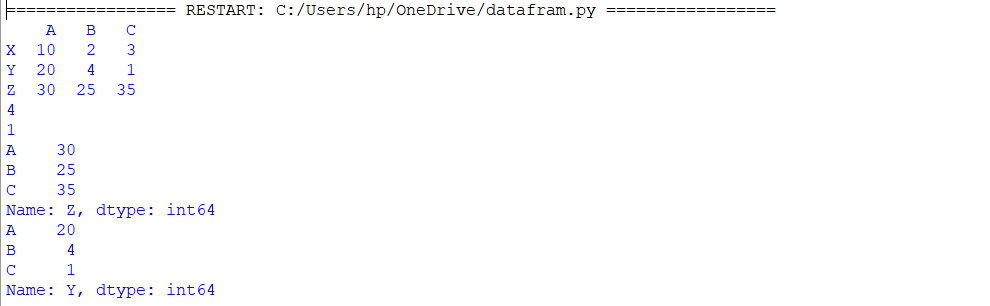 ================= RESTART: C:/Users/hp/OneDrive/datafram.py =================
    A   B   C
X  10   2   3
Y  20   4   1
Z  30  25  35
4
1
A    30
B    25
C    35
Name: Z, dtype: int64
A    20
B     4
C     1
Name: Y, dtype: int64